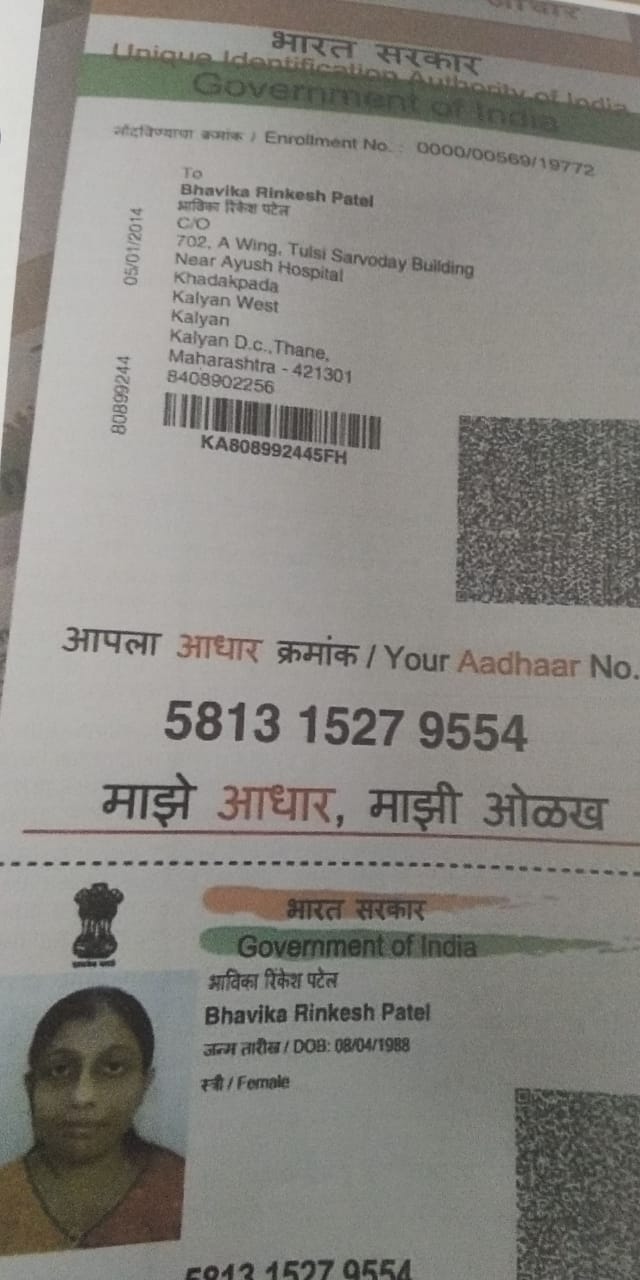 आधार
भारत सरकार
Unique Identification Authority of India
Government of India
नोंदविण्याचा क्रमांक / Enrollment No. : 0000/00569/19772
To
Bhavika Rinkesh Patel
भाविका रिंकेश पटेल
C/O
702, A Wing, Tulsi Sarvoday Building
Near Ayush Hospital
Khadakpada
Kalyan West
Kalyan
Kalyan D.c.,Thane,
Maharashtra - 421301
8408902256
05/01/2014
80899244
KA808992445FH
आपला आधार क्रमांक / Your Aadhaar No.
5813 1527 9554
माझे आधार, माझी ओळख
भारत सरकार
Government of India
भाविका रिंकेश पटेल
Bhavika Rinkesh Patel
जन्म तारीख / DOB: 08/04/1988
स्त्री / Female
5813 1527 9554